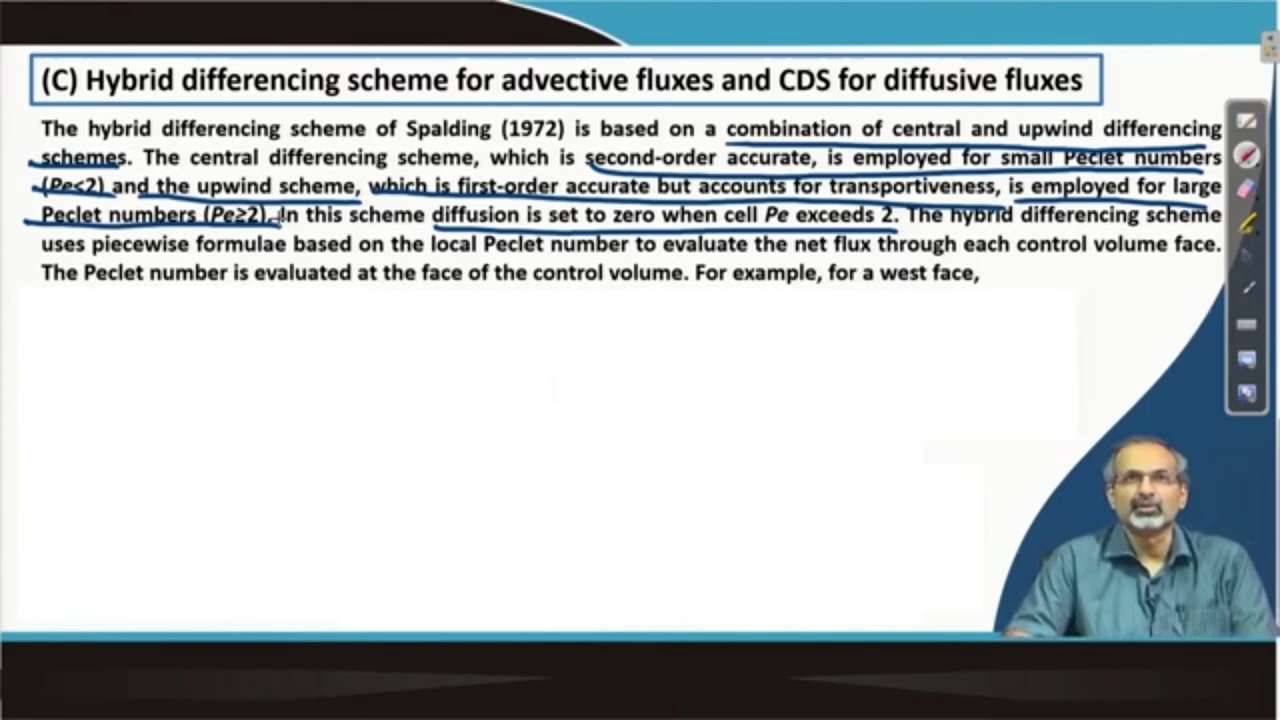 (C) Hybrid differencing scheme for advective fluxes and CDS for diffusive fluxes
The hybrid differencing scheme of Spalding (1972) is based on a combination of central and upwind differencing
schemes. The central differencing scheme, which is second-order accurate, is employed for small Peclet numbers
(Pe<2) and the upwind scheme, which is first-order accurate but accounts for transportiveness, is employed for large
Peclet numbers (Pe≥2). In this scheme diffusion is set to zero when cell Pe exceeds 2. The hybrid differencing scheme
uses piecewise formulae based on the local Peclet number to evaluate the net flux through each control volume face.
The Peclet number is evaluated at the face of the control volume. For example, for a west face,